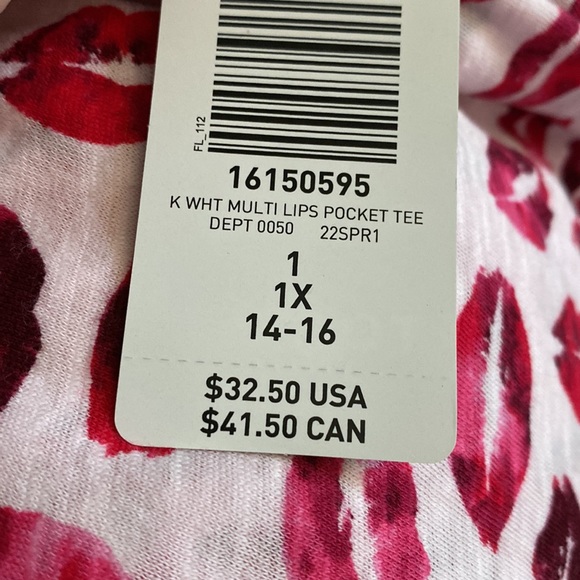 FL_112
16150595
K WHT MULTI LIPS POCKET TEE
DEPT 0050 22SPR1
1
1X
14-16
$32.50 USA
$41.50 CAN